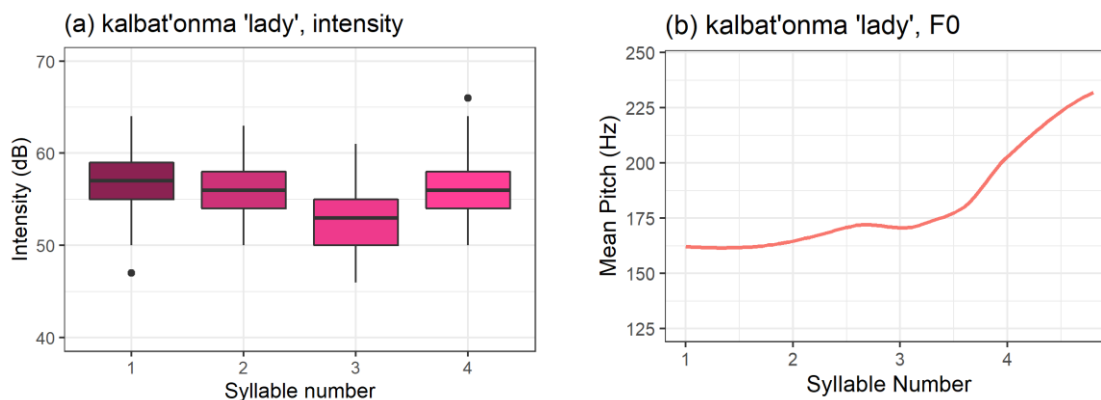 (a) kalbat'onma 'lady', intensity
70
60
50
40
Intensity (dB)
1 2 3 4
Syllable number
(b) kalbat'onma 'lady', F0
250
225
200
175
150
125
Mean Pitch (Hz)
1 2 3 4
Syllable Number